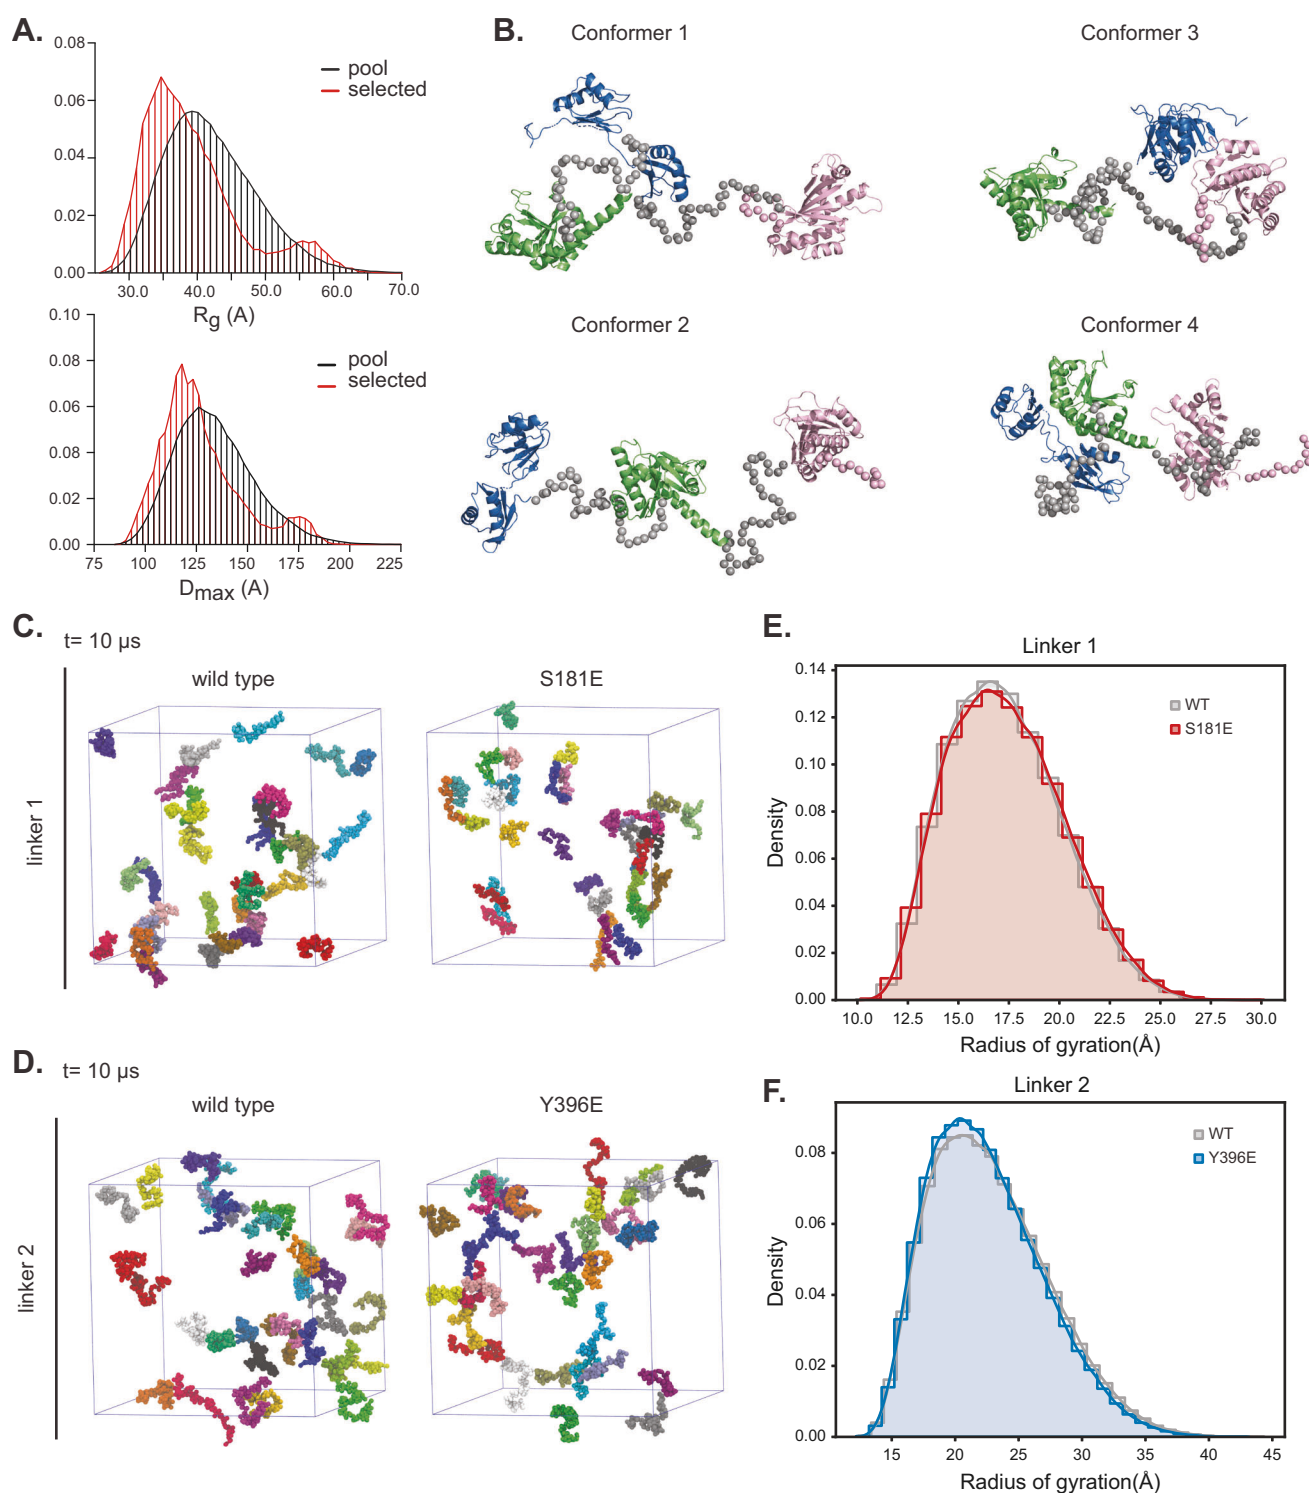 A.
0.08
0.06
0.04
0.02
0.00
pool
selected
30.0 40.0 50.0 60.0 70.0
Rg (A)
0.10
0.08
0.06
0.08
0.02
0.00
pool
selected
75 100 125 150 175 200 225
Dmax (A)
B.
Conformer 1
Conformer 3
Conformer 2
Conformer 4
C.
t= 10 µs
wild type
S181E
linker 1
D.
t= 10 µs
wild type
Y396E
linker 2
E.
Linker 1
0.14
0.12
0.10
0.08
0.06
0.04
0.02
0.00
Density
WT
S181E
10.0 12.5 15.0 17.5 20.0 22.5 25.0 27.5 30.0
Radius of gyration(Å)
F.
Linker 2
0.08
0.06
0.04
0.02
0.00
Density
WT
Y396E
15 20 25 30 35 40 45
Radius of gyration(Å)